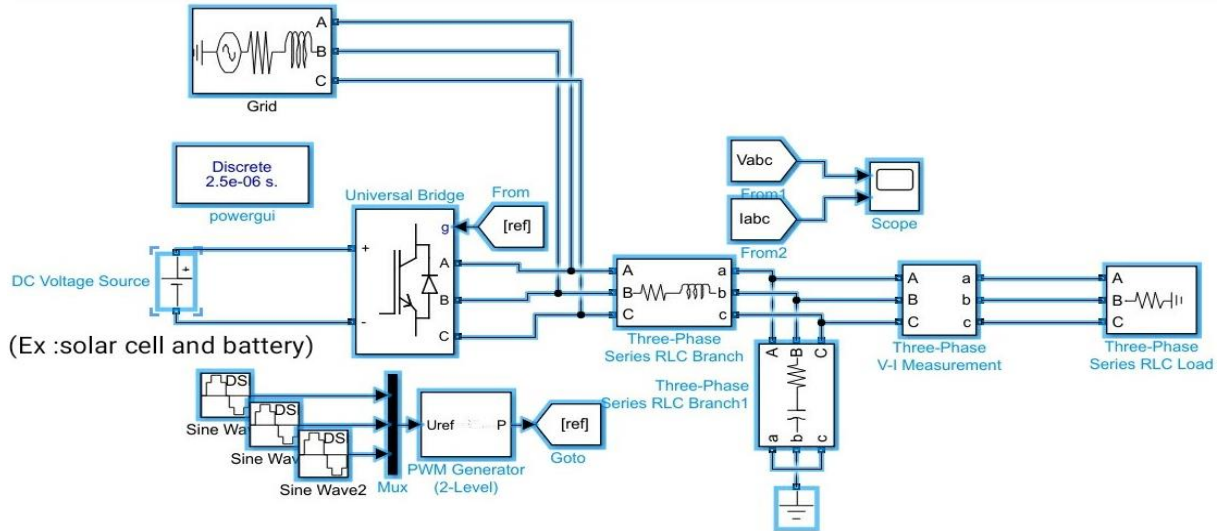 A
B
C
Grid
Discrete
2.5e-06 s.
powergui
Universal Bridge
From
g
[ref]
+
A
B
-
C
DC Voltage Source
+
(Ex :solar cell and battery)
Vabc
From1
Iabc
From2
Scope
A
B
C
a
b
c
Three-Phase
Series RLC Branch
A
B
C
a
b
c
Three-Phase
V-I Measurement
A
B
C
Three-Phase
Series RLC Load
Three-Phase
Series RLC Branch1
A
B
C
a
b
c
DS
Sine Wa
DS
Sine Wav
DS
Sine Wave2
Mux
Uref
P
PWM Generator
(2-Level)
[ref]
Goto